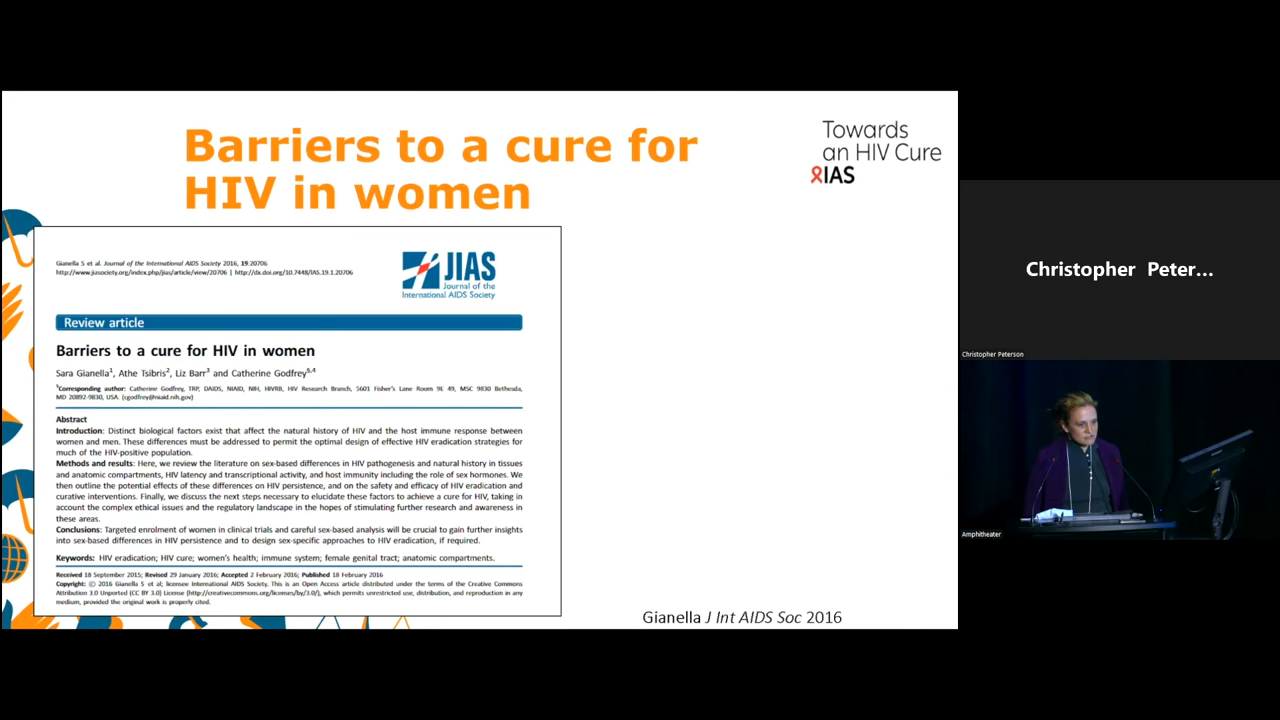 Barriers to a cure for
HIV in women
Towards
an HIV Cure
IAS
Gianella S et al. Journal of the International AIDS Society 2016, 19:20706
http://www.jiasociety.org/index.php/jias/article/view/20706 | http://dx.doi.org/10.7448/IAS.19.1.20706
JIAS
Journal of the
International AIDS Society
Review article
Barriers to a cure for HIV in women
Sara Gianella1, Athe Tsibris2, Liz Barr3 and Catherine Godfrey§,4
§Corresponding author: Catherine Godfrey, TRP, DAIDS, NIAID, NIH, HIVRB, HIV Research Branch, 5601 Fisher's Lane Room 9E 49, MSC 9830 Bethesda,
MD 20892-9830, USA. (cgodfrey@niaid.nih.gov)
Abstract
Introduction: Distinct biological factors exist that affect the natural history of HIV and the host immune response between
women and men. These differences must be addressed to permit the optimal design of effective HIV eradication strategies for
much of the HIV-positive population.
Methods and results: Here, we review the literature on sex-based differences in HIV pathogenesis and natural history in tissues
and anatomic compartments, HIV latency and transcriptional activity, and host immunity including the role of sex hormones. We
then outline the potential effects of these differences on HIV persistence, and on the safety and efficacy of HIV eradication and
curative interventions. Finally, we discuss the next steps necessary to elucidate these factors to achieve a cure for HIV, taking in
account the complex ethical issues and the regulatory landscape in the hopes of stimulating further research and awareness in
these areas.
Conclusions: Targeted enrolment of women in clinical trials and careful sex-based analysis will be crucial to gain further insights
into sex-based differences in HIV persistence and to design sex-specific approaches to HIV eradication, if required.
Keywords: HIV eradication; HIV cure; women's health; immune system; female genital tract; anatomic compartments.
Received 18 September 2015; Revised 29 January 2016; Accepted 2 February 2016; Published 18 February 2016
Copyright: © 2016 Gianella S et al; licensee International AIDS Society. This is an Open Access article distributed under the terms of the Creative Commons
Attribution 3.0 Unported (CC BY 3.0) License (http://creativecommons.org/licenses/by/3.0/), which permits unrestricted use, distribution, and reproduction in any
medium, provided the original work is properly cited.
Gianella J Int AIDS Soc 2016
Christopher Peter...
Christopher Peterson
Amphitheater